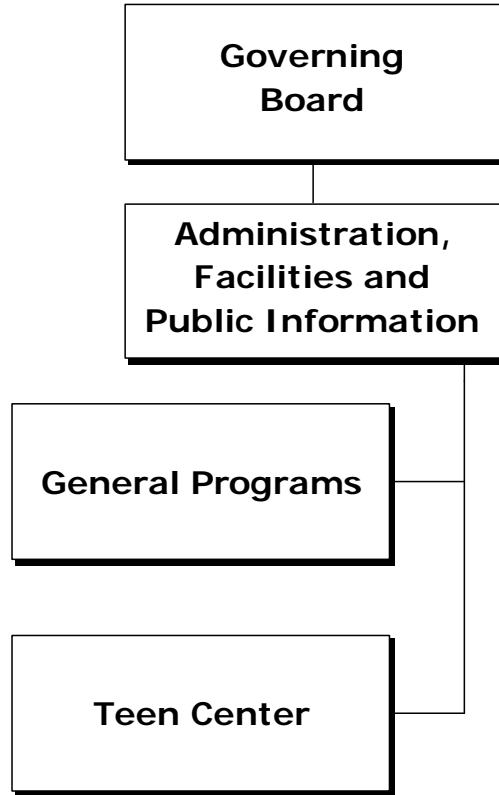 Governing
Board
Administration,
Facilities and
Public Information
General Programs
Teen Center